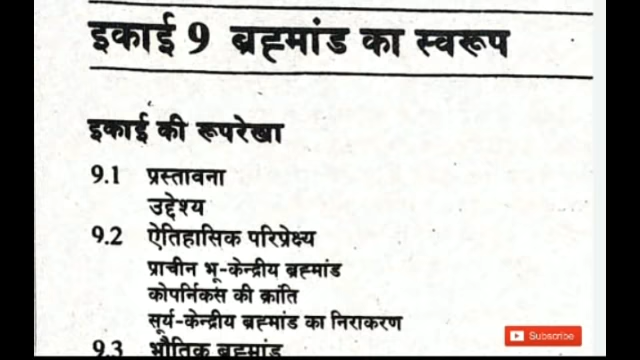 इकाई 9 ब्रह्मांड का स्वरूप
इकाई की रूपरेखा
9.1 प्रस्तावना
उद्देश्य
9.2 ऐतिहासिक परिप्रेक्ष्य
प्राचीन भू-केन्द्रीय ब्रह्मांड
कोपर्निकस की क्रांति
सूर्य-केन्द्रीय ब्रह्मांड का निराकरण
9.3 भौतिक ब्रह्मांड
Subscribe